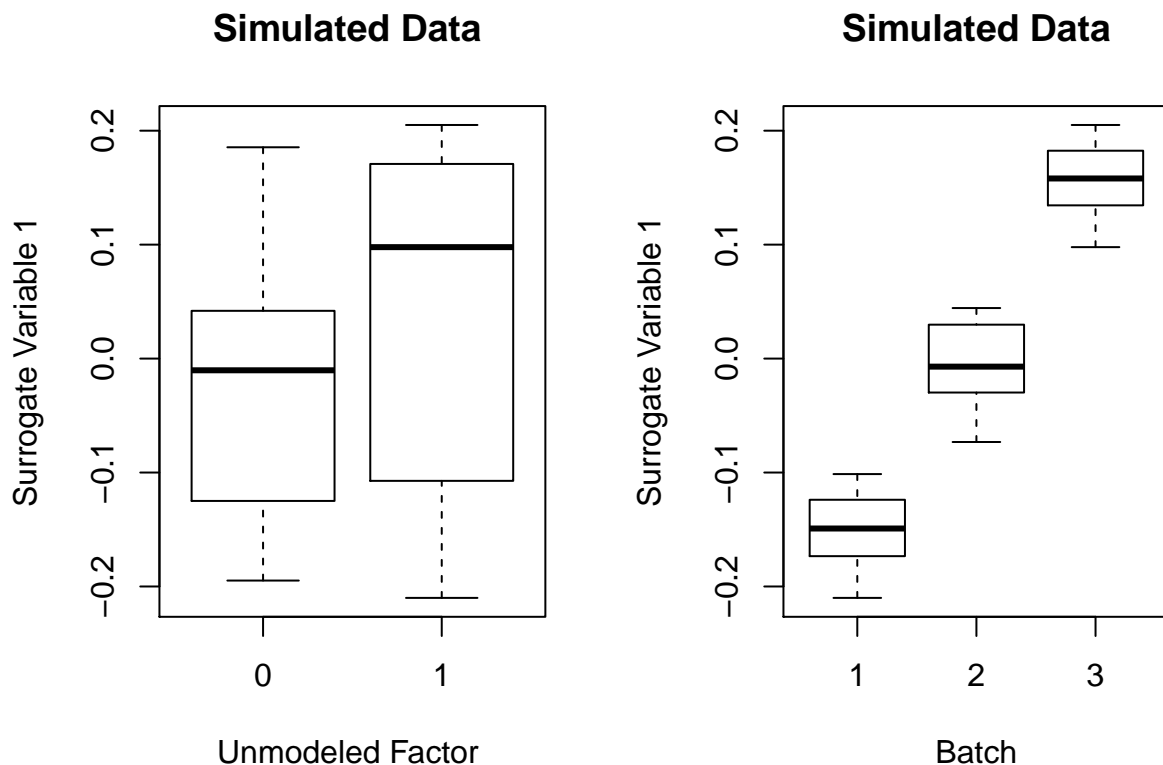 Simulated Data
Surrogate Variable 1
0.2
0.1
0.0
−0.1
−0.2
0 1
Unmodeled Factor
Simulated Data
Surrogate Variable 1
0.2
0.1
0.0
−0.1
−0.2
1 2 3
Batch